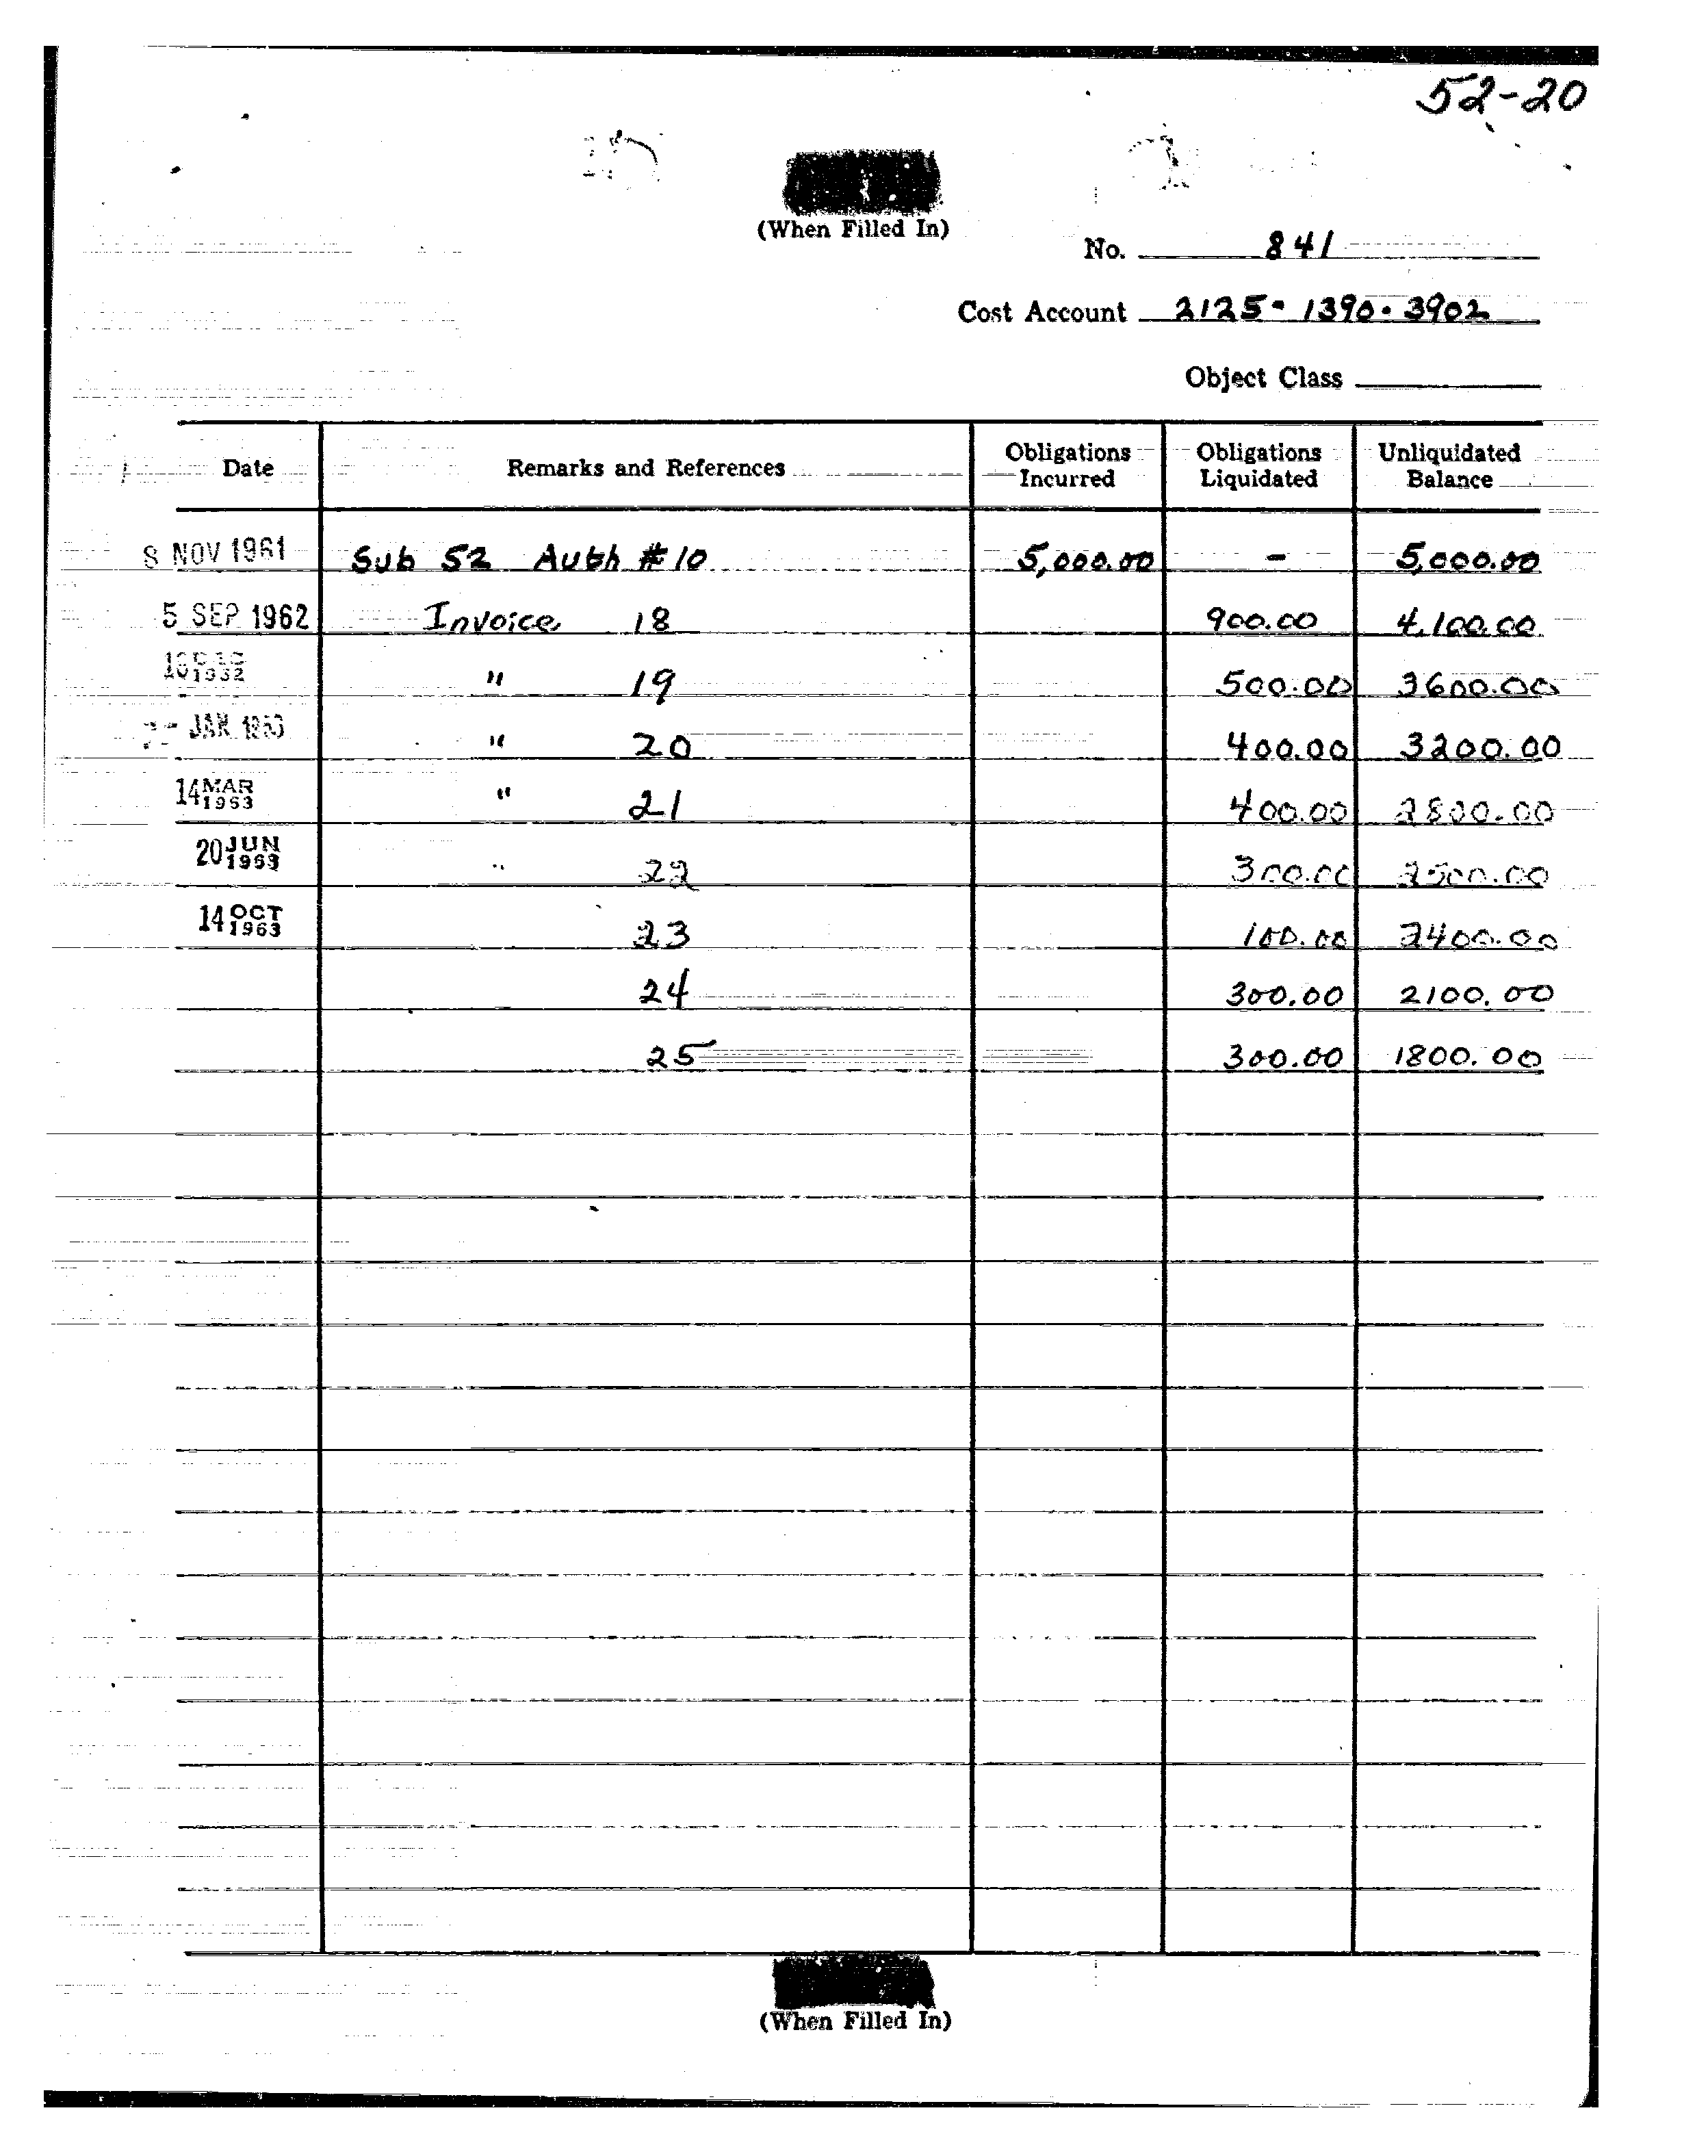 52-20
(When Filled In)
No. 841
Cost Account 2125-1390-3902
Object Class
Date Remarks and References Obligations Incurred Obligations Liquidated Unliquidated Balance
8 NOV 1961 Sub 52 Auth #10 5,000.00 - 5,000.00
5 SEP 1962 Invoice 18 900.00 4,100.00
" 19 500.00 3600.00
JAN 1963 " 20 400.00 3200.00
14 MAR 1963 " 21 400.00 2800.00
20 JUN 1963 " 22 300.00 2500.00
14 OCT 1963 23 100.00 2400.00
24 300.00 2100.00
25 300.00 1800.00
(When Filled In)